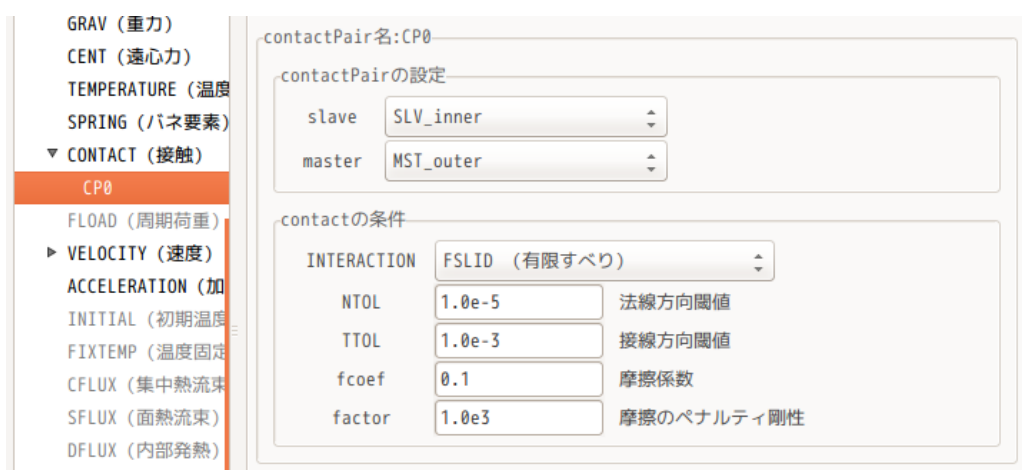 GRAV (重力)
CENT (遠心力)
TEMPERATURE (温度
SPRING (バネ要素)
CONTACT (接触)
CP0
FLOAD (周期荷重)
VELOCITY (速度)
ACCELERATION (加
INITIAL (初期温度
FIXTEMP (温度固定
CFLUX (集中熱流束
SFLUX (面熱流束)
DFLUX (内部発熱)
contactPair名:CP0
contactPairの設定
slave SLV_inner
master MST_outer
contactの条件
INTERACTION FSLID (有限すべり)
NTOL 1.0e-5 法線方向閾値
TTOL 1.0e-3 接線方向閾値
fcoef 0.1 摩擦係数
factor 1.0e3 摩擦のペナルティ剛性